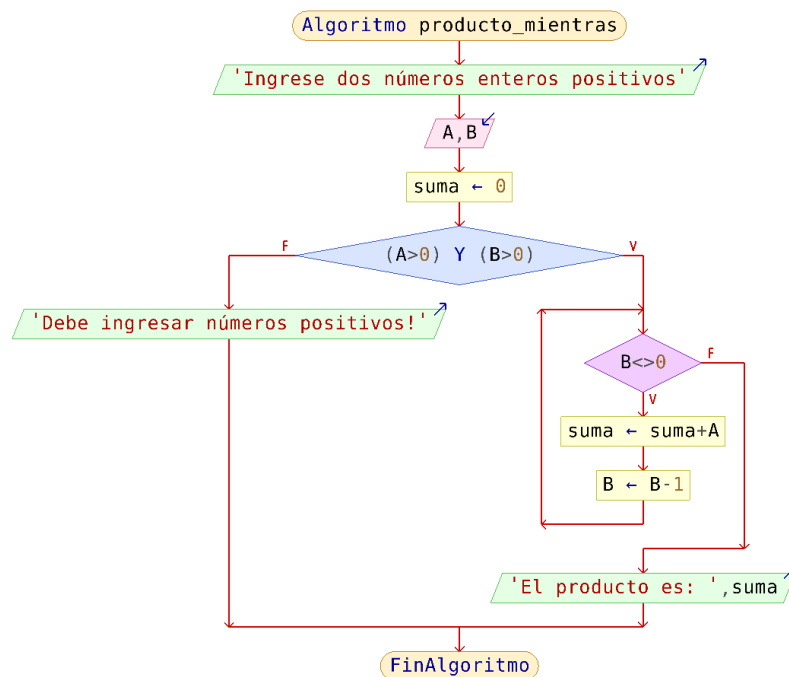 Algoritmo producto_mientras
'Ingrese dos números enteros positivos'
A,B
suma ← 0
(A>0) Y (B>0)
F
V
'Debe ingresar números positivos!'
B<>0
F
V
suma ← suma+A
B ← B-1
'El producto es: ',suma
FinAlgoritmo